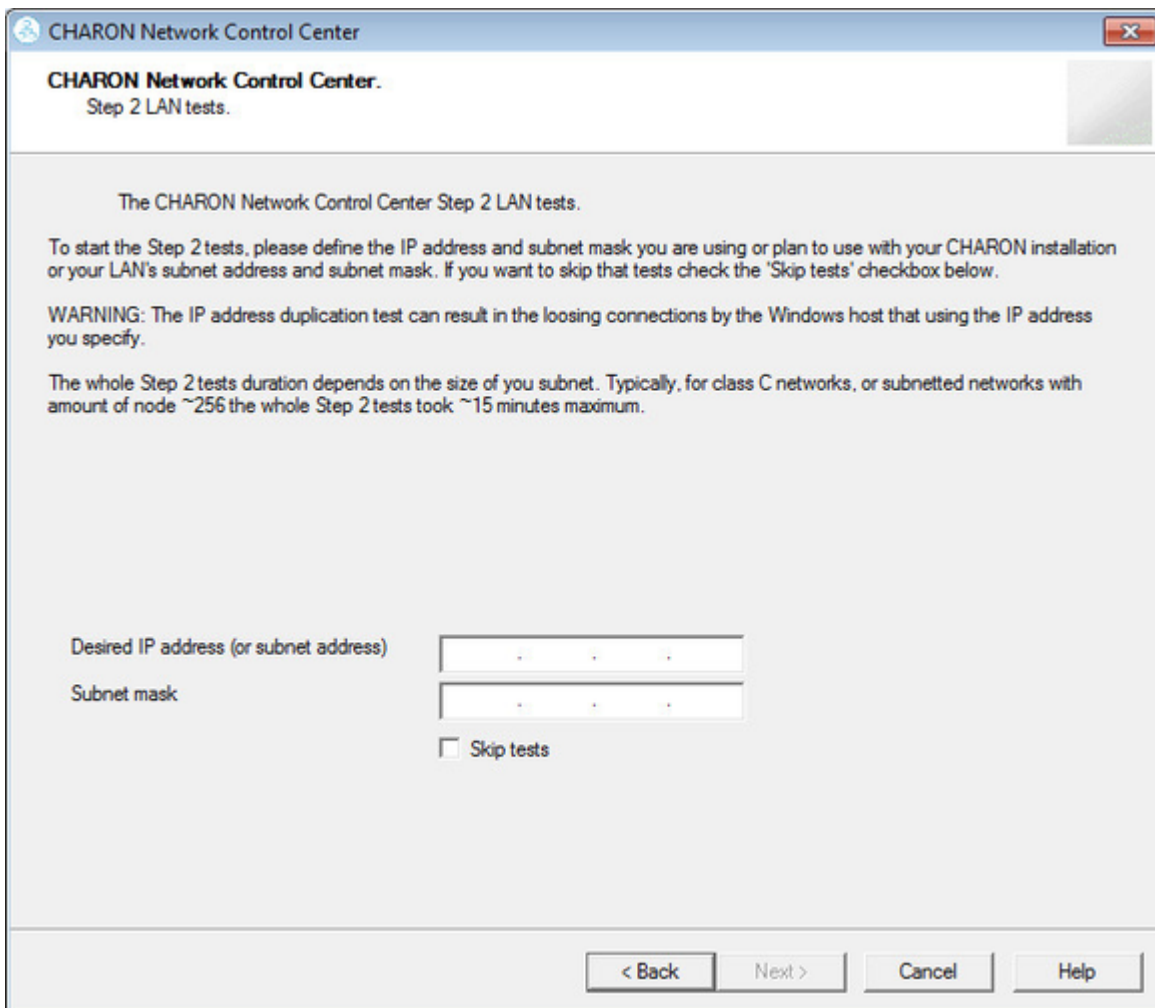 CHARON Network Control Center
CHARON Network Control Center.
Step 2 LAN tests.
The CHARON Network Control Center Step 2 LAN tests.
To start the Step 2 tests, please define the IP address and subnet mask you are using or plan to use with your CHARON installation
or your LAN's subnet address and subnet mask. If you want to skip that tests check the 'Skip tests' checkbox below.
WARNING: The IP address duplication test can result in the loosing connections by the Windows host that using the IP address
you specify.
The whole Step 2 tests duration depends on the size of you subnet. Typically, for class C networks, or subnetted networks with
amount of node ~256 the whole Step 2 tests took ~15 minutes maximum.
Desired IP address (or subnet address)
. . .
Subnet mask
. . .
Skip tests
< Back Next > Cancel Help